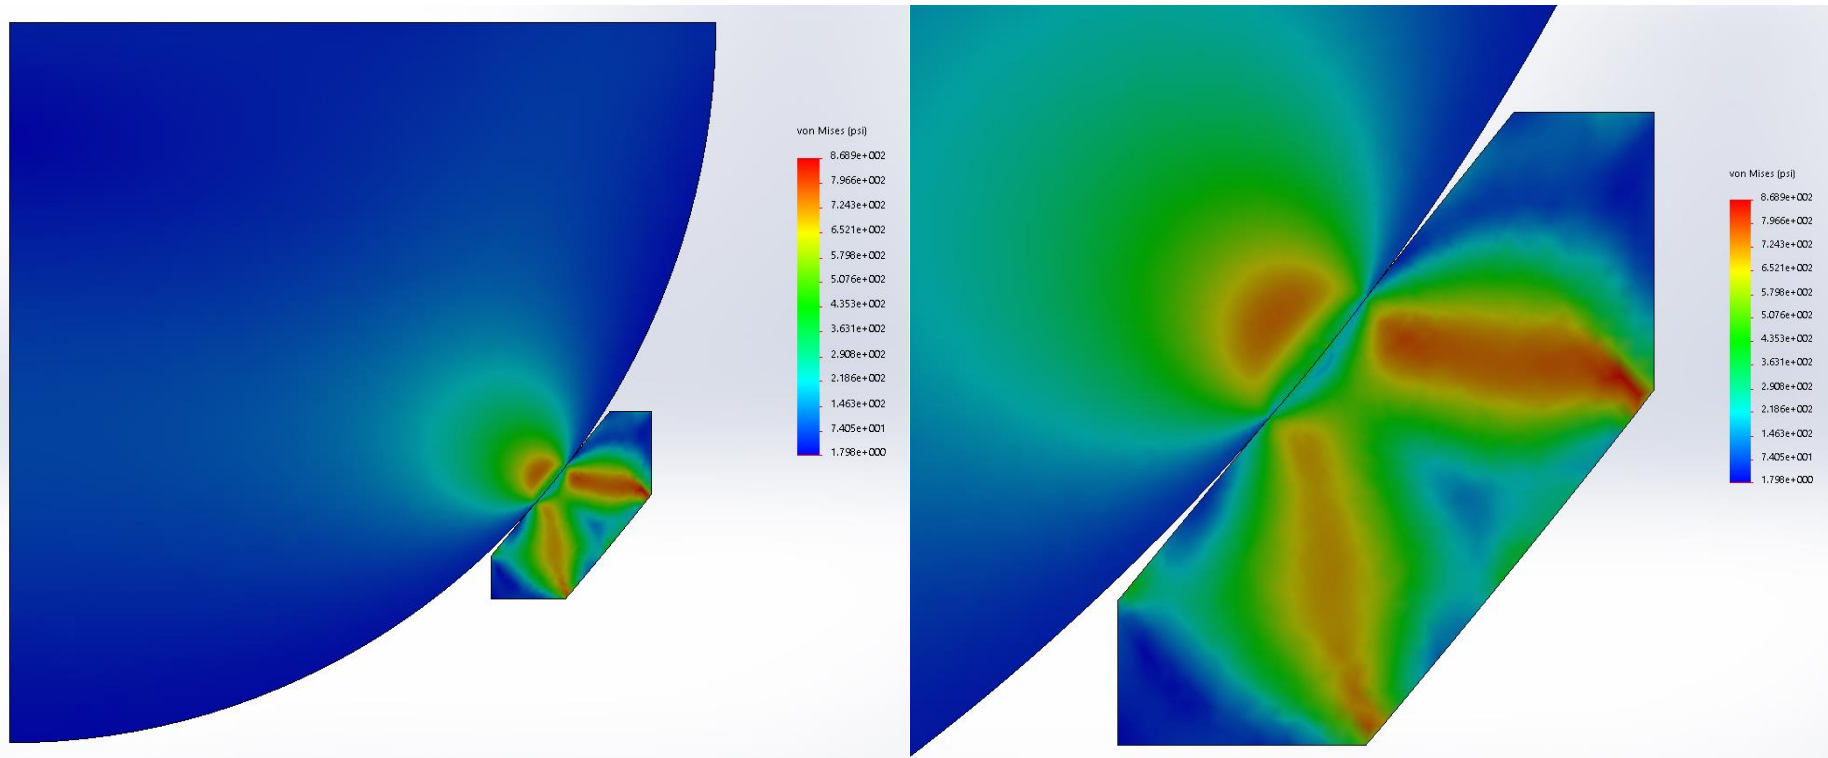 von Mises (psi)
8.689e+002
7.966e+002
7.243e+002
6.521e+002
5.798e+002
5.076e+002
4.353e+002
3.631e+002
2.908e+002
2.186e+002
1.463e+002
7.405e+001
1.798e+000
von Mises (psi)
8.689e+002
7.966e+002
7.243e+002
6.521e+002
5.798e+002
5.076e+002
4.353e+002
3.631e+002
2.908e+002
2.186e+002
1.463e+002
7.405e+001
1.798e+000